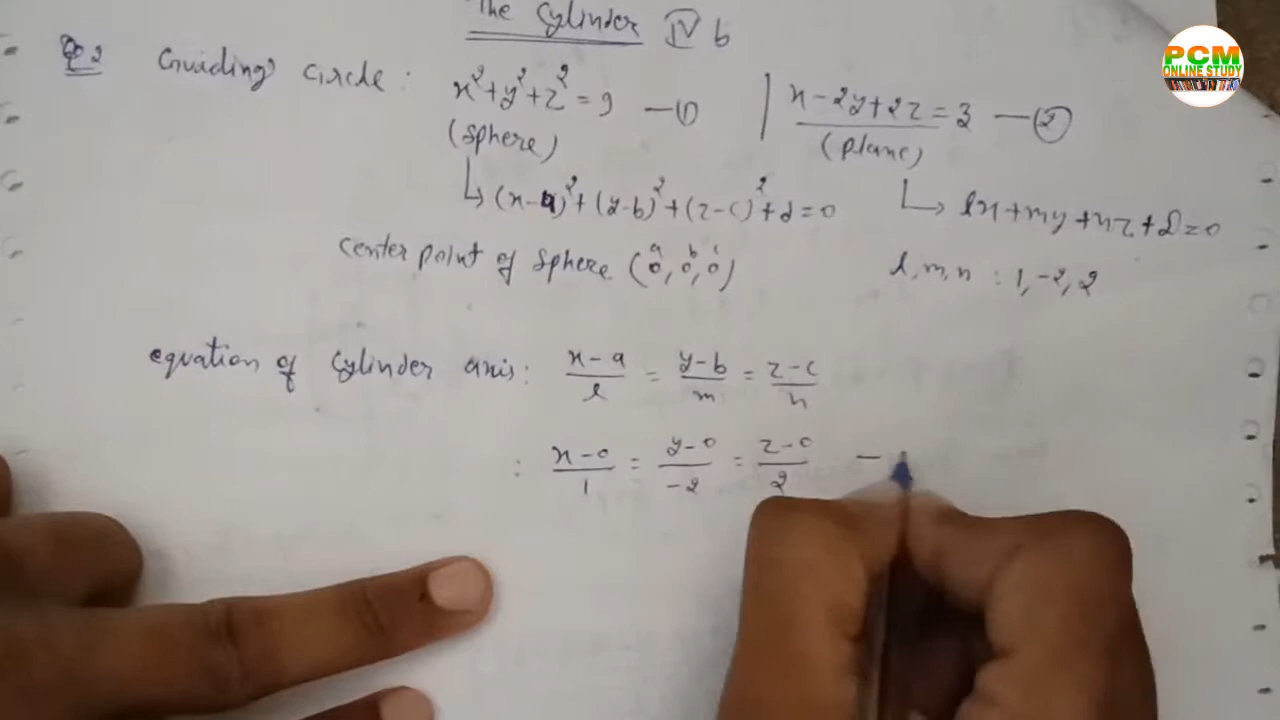 The Cylinder IV b
PCM
ONLINE STUDY
Q2 Guiding Circle: x²+y²+z²=9 —① | x-2y+2z=3 —②
(sphere) (plane)
↳ (x-a)²+(y-b)²+(z-c)²+d=0 ↳ lx+my+nz+D=0
center point of sphere (0,0,0) l,m,n : 1,-2,2
a b c
equation of Cylinder axis: x-a/l = y-b/m = z-c/n
: x-0/1 = y-0/-2 = z-0/2 —